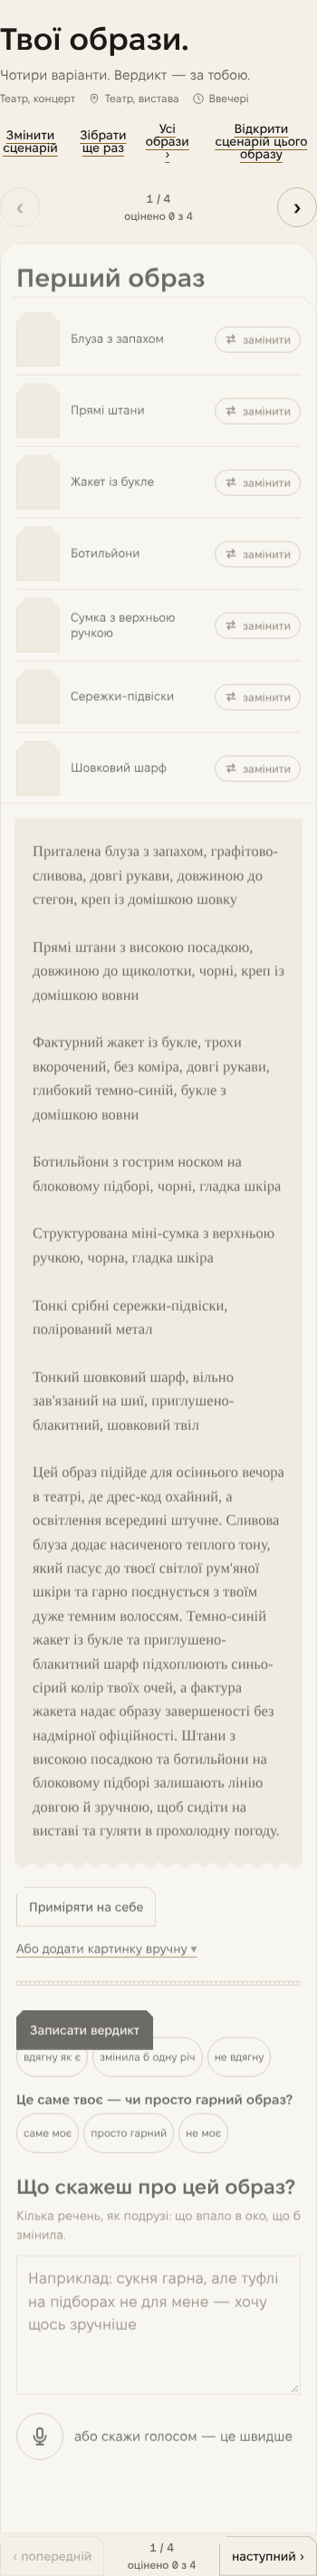 Твої образи.
Чотири варіанти. Вердикт — за тобою.
Театр, концерт Театр, вистава Ввечері
Змінити
сценарій
Зібрати
ще раз
Усі
образи
›
Відкрити
сценарій цього
образу
‹
1 / 4
оцінено 0 з 4
›
Перший образ
Блуза з запахом
замінити
Прямі штани
замінити
Жакет із букле
замінити
Ботильйони
замінити
Сумка з верхньою
ручкою
замінити
Сережки-підвіски
замінити
Шовковий шарф
замінити
Приталена блуза з запахом, графітово-
сливова, довгі рукави, довжиною до
стегон, креп із домішкою шовку
Прямі штани з високою посадкою,
довжиною до щиколотки, чорні, креп із
домішкою вовни
Фактурний жакет із букле, трохи
вкорочений, без коміра, довгі рукави,
глибокий темно-синій, букле з
домішкою вовни
Ботильйони з гострим носком на
блоковому підборі, чорні, гладка шкіра
Структурована міні-сумка з верхньою
ручкою, чорна, гладка шкіра
Тонкі срібні сережки-підвіски,
полірований метал
Тонкий шовковий шарф, вільно
зав'язаний на шиї, приглушено-
блакитний, шовковий твіл
Цей образ підійде для осіннього вечора
в театрі, де дрес-код охайний, а
освітлення всередині штучне. Сливова
блуза додає насиченого теплого тону,
який пасує до твоєї світлої рум'яної
шкіри та гарно поєднується з твоїм
дуже темним волоссям. Темно-синій
жакет із букле та приглушено-
блакитний шарф підхоплюють синьо-
сірий колір твоїх очей, а фактура
жакета надає образу завершеності без
надмірної офіційності. Штани з
високою посадкою та ботильйони на
блоковому підборі залишають лінію
довгою й зручною, щоб сидіти на
виставі та гуляти в прохолодну погоду.
Приміряти на себе
Або додати картинку вручну ▾
Записати вердикт
вдягну як є
змінила б одну річ
не вдягну
Це саме твоє — чи просто гарний образ?
саме моє
просто гарний
не моє
Що скажеш про цей образ?
Кілька речень, як подрузі: що впало в око, що б
змінила.
Наприклад: сукня гарна, але туфлі
на підборах не для мене — хочу
щось зручніше
або скажи голосом — це швидше
‹ попередній
1 / 4
оцінено 0 з 4
наступний ›